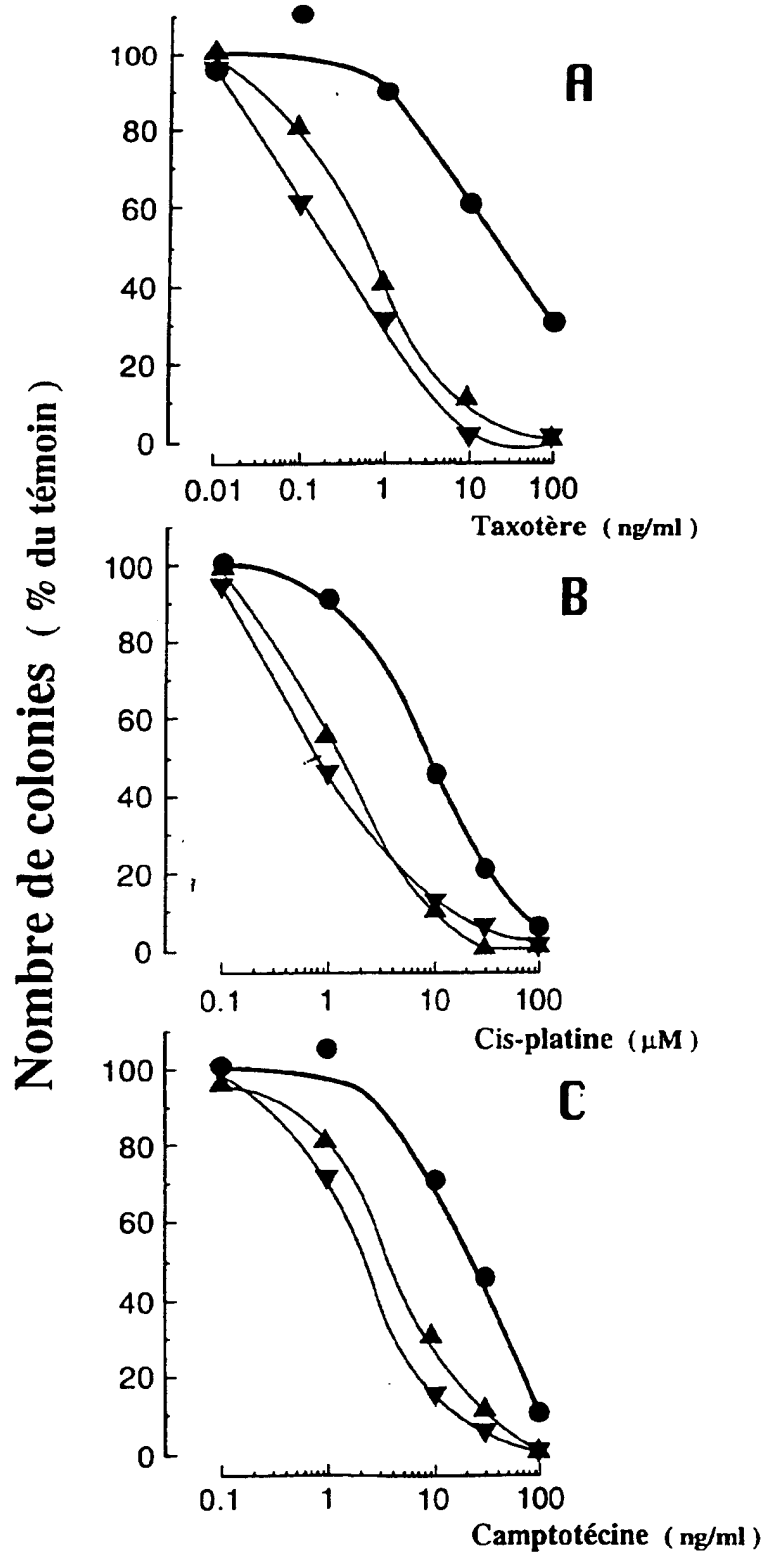 A
100
80
60
40
20
0
0.01 0.1 1 10 100
Taxotère ( ng/ml )
B
100
80
60
40
20
0
0.1 1 10 100
Cis-platine ( µM )
C
100
80
60
40
20
0
0.1 1 10 100
Camptotécine ( ng/ml )
Nombre de colonies ( % du témoin )